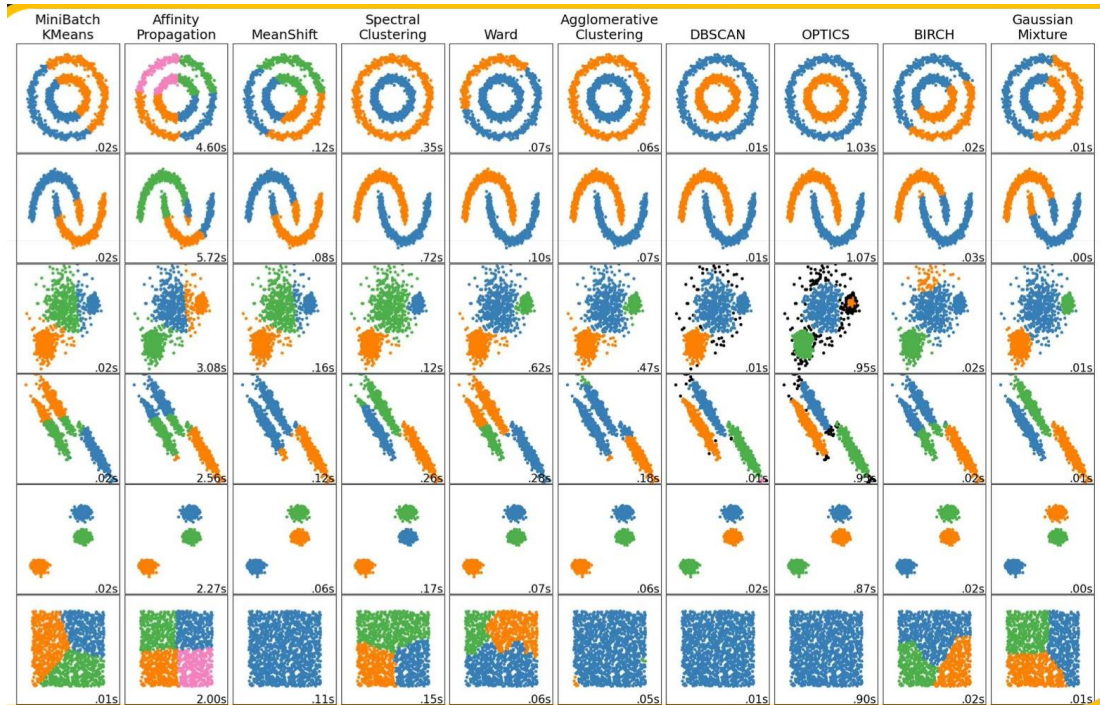 MiniBatch
KMeans
Affinity
Propagation
MeanShift
Spectral
Clustering
Ward
Agglomerative
Clustering
DBSCAN
OPTICS
BIRCH
Gaussian
Mixture
.02s 4.60s .12s .35s .07s .06s .01s 1.03s .02s .01s
.02s 5.72s .08s .72s .10s .07s .01s 1.07s .03s .00s
.02s 3.08s .16s .12s .62s .47s .01s .95s .02s .01s
.02s 2.56s .12s .26s .28s .18s .01s .95s .02s .01s
.02s 2.27s .06s .17s .07s .06s .02s .87s .02s .00s
.01s 2.00s .11s .15s .06s .05s .01s .90s .02s .01s